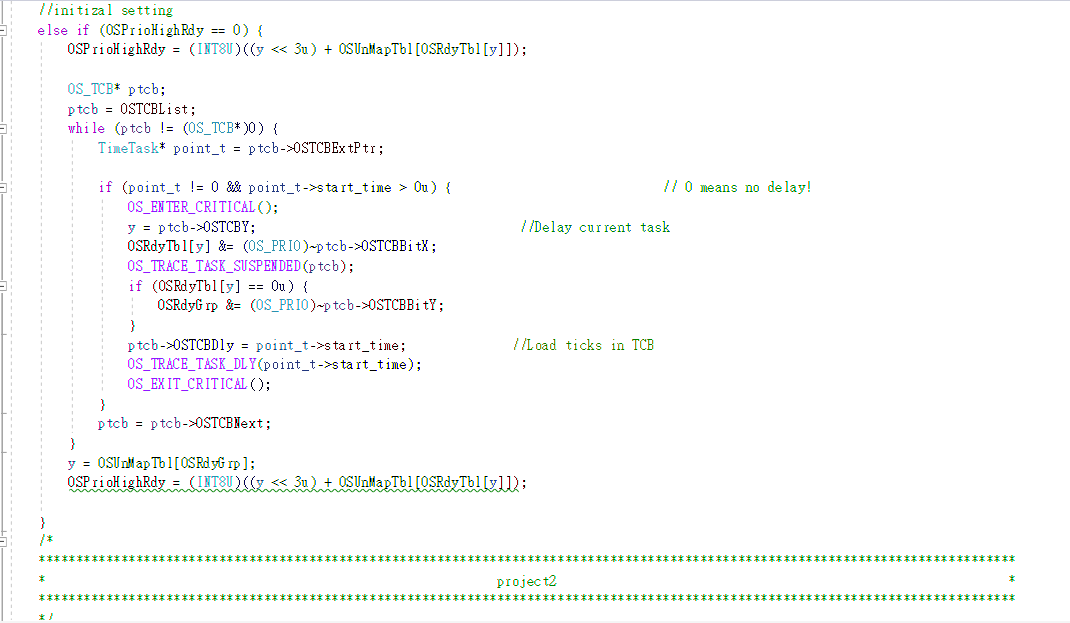 //initizal setting
else if (OSPrioHighRdy == 0) {
OSPrioHighRdy = (INT8U)((y << 3u) + OSUnMapTbl[OSRdyTbl[y]]);
OS_TCB* ptcb;
ptcb = OSTCBList;
while (ptcb != (OS_TCB*)0) {
TimeTask* point_t = ptcb->OSTCBExtPtr;
if (point_t != 0 && point_t->start_time > 0u) { // 0 means no delay!
OS_ENTER_CRITICAL();
y = ptcb->OSTCBY; //Delay current task
OSRdyTbl[y] &= (OS_PRIO)~ptcb->OSTCBBitX;
OS_TRACE_TASK_SUSPENDED(ptcb);
if (OSRdyTbl[y] == 0u) {
OSRdyGrp &= (OS_PRIO)~ptcb->OSTCBBitY;
}
ptcb->OSTCBDly = point_t->start_time; //Load ticks in TCB
OS_TRACE_TASK_DLY(point_t->start_time);
OS_EXIT_CRITICAL();
}
ptcb = ptcb->OSTCBNext;
}
y = OSUnMapTbl[OSRdyGrp];
OSPrioHighRdy = (INT8U)((y << 3u) + OSUnMapTbl[OSRdyTbl[y]]);
}
/*
**********************************************************************************************************************************
* project2 *
**********************************************************************************************************************************
*/